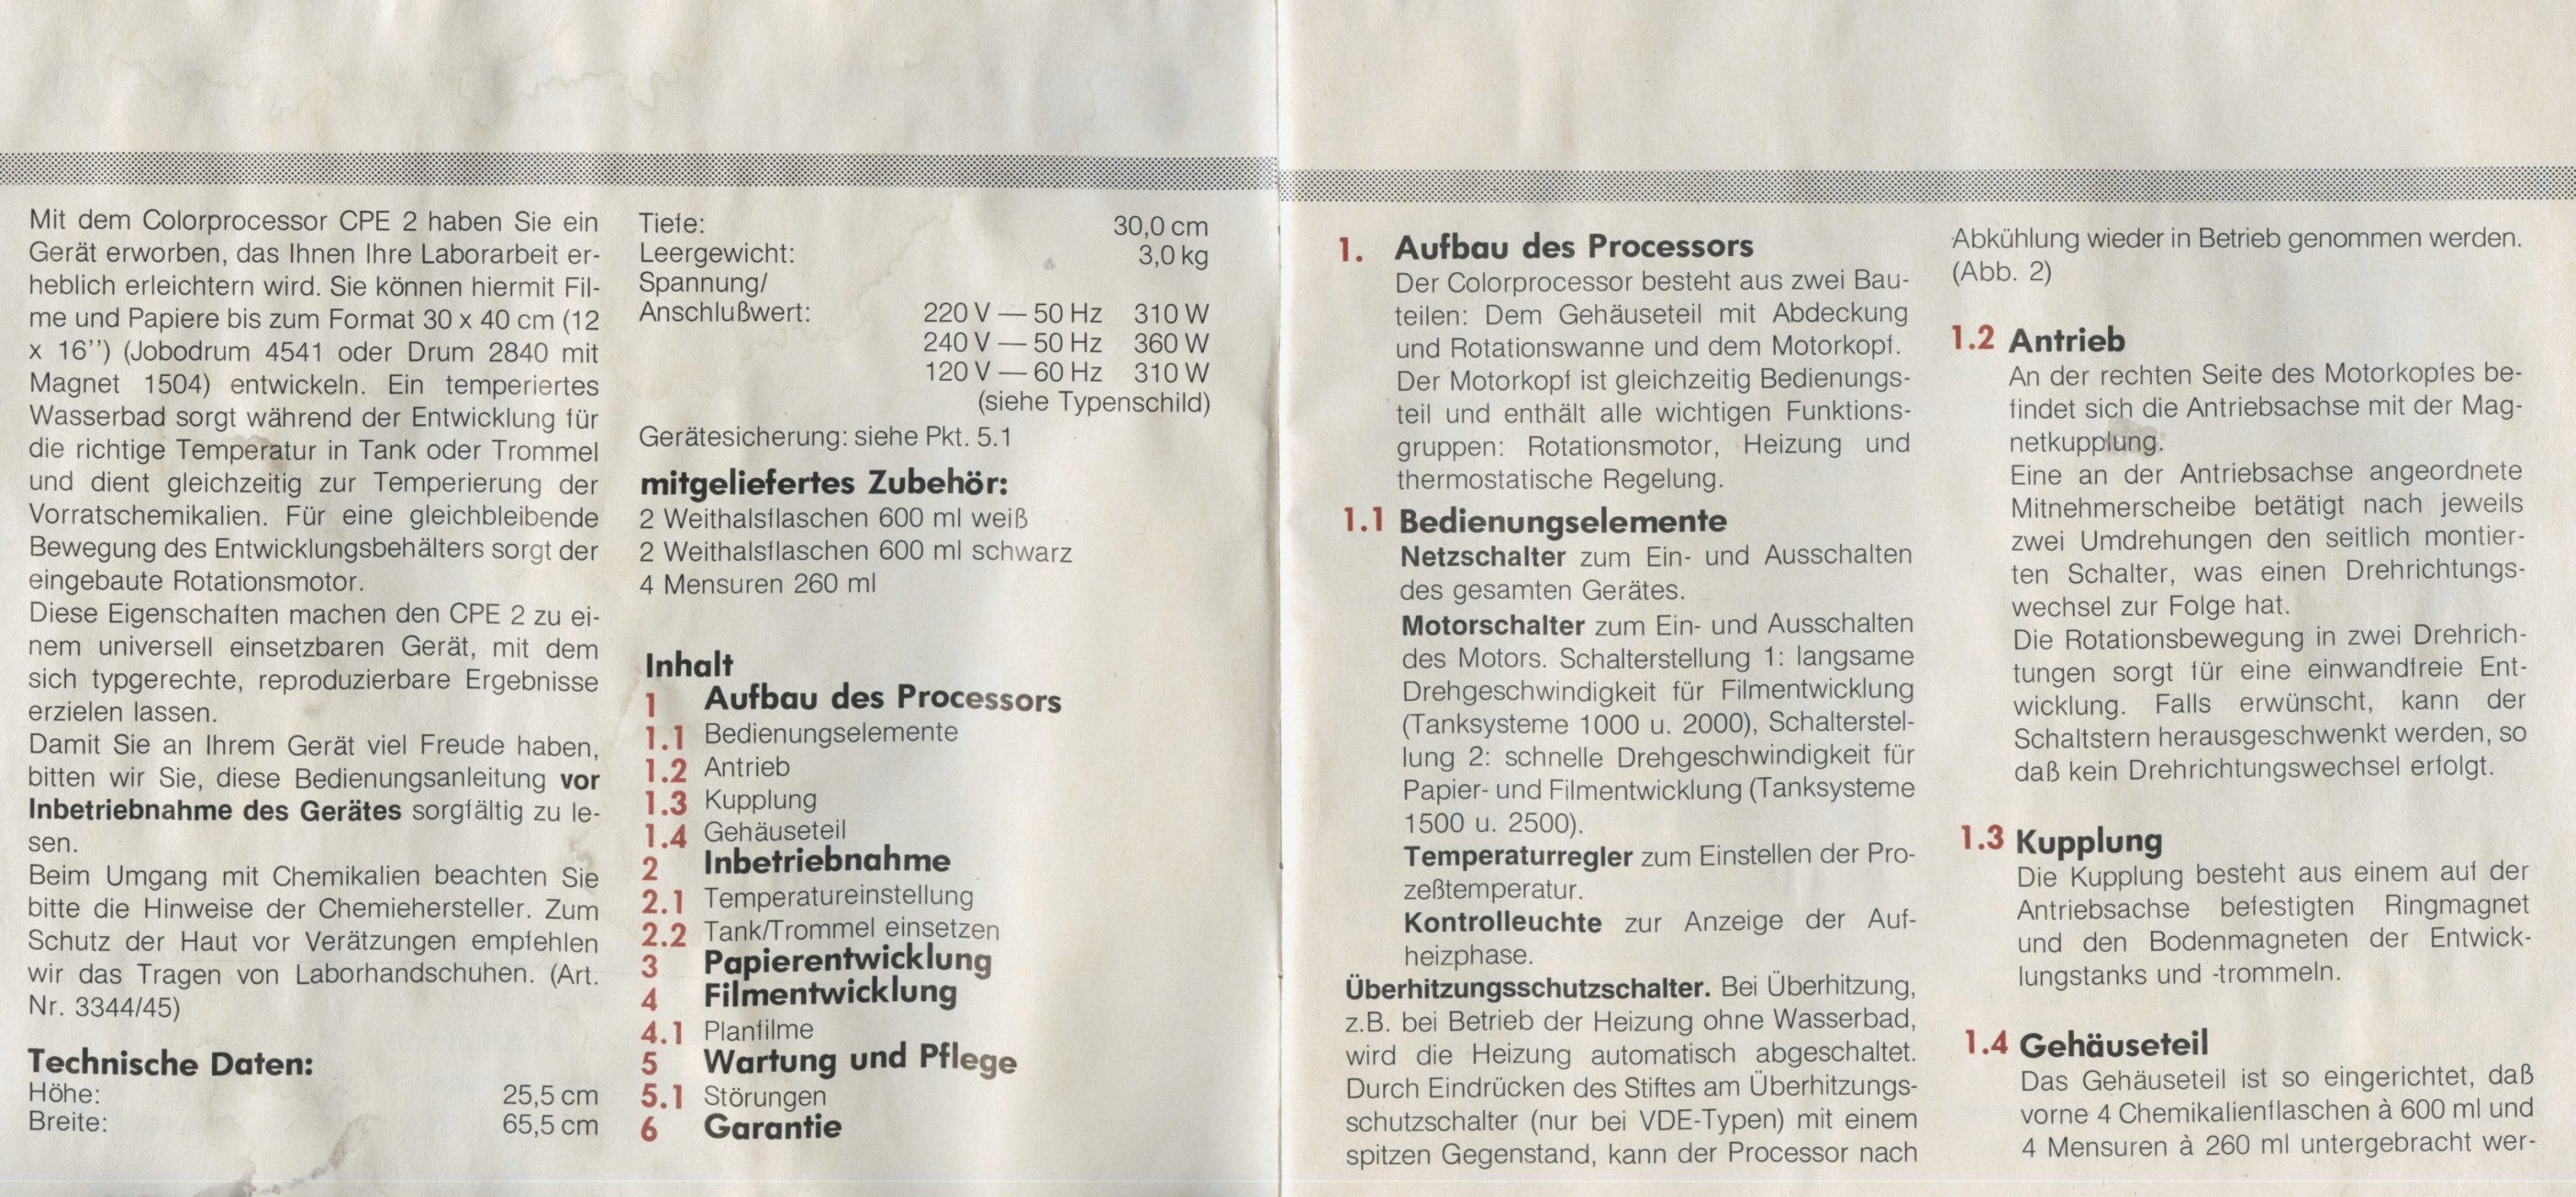 Mit dem Colorprocessor CPE 2 haben Sie ein
Gerät erworben, das Ihnen Ihre Laborarbeit er-
heblich erleichtern wird. Sie können hiermit Fil-
me und Papiere bis zum Format 30 x 40 cm (12
x 16'') (Jobodrum 4541 oder Drum 2840 mit
Magnet 1504) entwickeln. Ein temperiertes
Wasserbad sorgt während der Entwicklung für
die richtige Temperatur in Tank oder Trommel
und dient gleichzeitig zur Temperierung der
Vorratschemikalien. Für eine gleichbleibende
Bewegung des Entwicklungsbehälters sorgt der
eingebaute Rotationsmotor.
Diese Eigenschaften machen den CPE 2 zu ei-
nem universell einsetzbaren Gerät, mit dem
sich typgerechte, reproduzierbare Ergebnisse
erzielen lassen.
Damit Sie an Ihrem Gerät viel Freude haben,
bitten wir Sie, diese Bedienungsanleitung vor
Inbetriebnahme des Gerätes sorgfältig zu le-
sen.
Beim Umgang mit Chemikalien beachten Sie
bitte die Hinweise der Chemiehersteller. Zum
Schutz der Haut vor Verätzungen empfehlen
wir das Tragen von Laborhandschuhen. (Art.
Nr. 3344/45)
Technische Daten:
Höhe: 25,5 cm
Breite: 65,5 cm
Tiefe: 30,0 cm
Leergewicht: 3,0 kg
Spannung/
Anschlußwert: 220 V — 50 Hz 310 W
240 V — 50 Hz 360 W
120 V — 60 Hz 310 W
(siehe Typenschild)
Gerätesicherung: siehe Pkt. 5.1
mitgeliefertes Zubehör:
2 Weithalsflaschen 600 ml weiß
2 Weithalsflaschen 600 ml schwarz
4 Mensuren 260 ml
Inhalt
1 Aufbau des Processors
1.1 Bedienungselemente
1.2 Antrieb
1.3 Kupplung
1.4 Gehäuseteil
2 Inbetriebnahme
2.1 Temperatureinstellung
2.2 Tank/Trommel einsetzen
3 Papierentwicklung
4 Filmentwicklung
4.1 Planfilme
5 Wartung und Pflege
5.1 Störungen
6 Garantie
1. Aufbau des Processors
Der Colorprocessor besteht aus zwei Bau-
teilen: Dem Gehäuseteil mit Abdeckung
und Rotationswanne und dem Motorkopf.
Der Motorkopf ist gleichzeitig Bedienungs-
teil und enthält alle wichtigen Funktions-
gruppen: Rotationsmotor, Heizung und
thermostatische Regelung.
1.1 Bedienungselemente
Netzschalter zum Ein- und Ausschalten
des gesamten Gerätes.
Motorschalter zum Ein- und Ausschalten
des Motors. Schalterstellung 1: langsame
Drehgeschwindigkeit für Filmentwicklung
(Tanksysteme 1000 u. 2000), Schalterstel-
lung 2: schnelle Drehgeschwindigkeit für
Papier- und Filmentwicklung (Tanksysteme
1500 u. 2500).
Temperaturregler zum Einstellen der Pro-
zeßtemperatur.
Kontrolleuchte zur Anzeige der Auf-
heizphase.
Überhitzungsschutzschalter. Bei Überhitzung,
z.B. bei Betrieb der Heizung ohne Wasserbad,
wird die Heizung automatisch abgeschaltet.
Durch Eindrücken des Stiftes am Überhitzungs-
schutzschalter (nur bei VDE-Typen) mit einem
spitzen Gegenstand, kann der Processor nach
Abkühlung wieder in Betrieb genommen werden.
(Abb. 2)
1.2 Antrieb
An der rechten Seite des Motorkopfes be-
findet sich die Antriebsachse mit der Mag-
netkupplung.
Eine an der Antriebsachse angeordnete
Mitnehmerscheibe betätigt nach jeweils
zwei Umdrehungen den seitlich montier-
ten Schalter, was einen Drehrichtungs-
wechsel zur Folge hat.
Die Rotationsbewegung in zwei Drehrich-
tungen sorgt für eine einwandfreie Ent-
wicklung. Falls erwünscht, kann der
Schaltstern herausgeschwenkt werden, so
daß kein Drehrichtungswechsel erfolgt.
1.3 Kupplung
Die Kupplung besteht aus einem auf der
Antriebsachse befestigten Ringmagnet
und den Bodenmagneten der Entwick-
lungstanks und -trommeln.
1.4 Gehäuseteil
Das Gehäuseteil ist so eingerichtet, daß
vorne 4 Chemikalienflaschen à 600 ml und
4 Mensuren à 260 ml untergebracht wer-